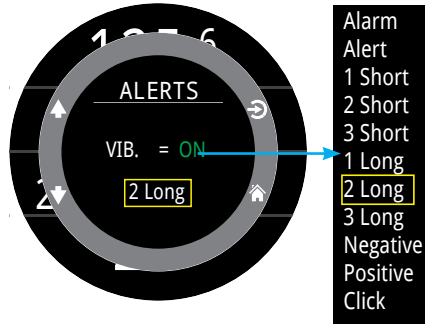 ALERTS
VIB. = ON
2 Long
Alarm
Alert
1 Short
2 Short
3 Short
1 Long
2 Long
3 Long
Negative
Positive
Click